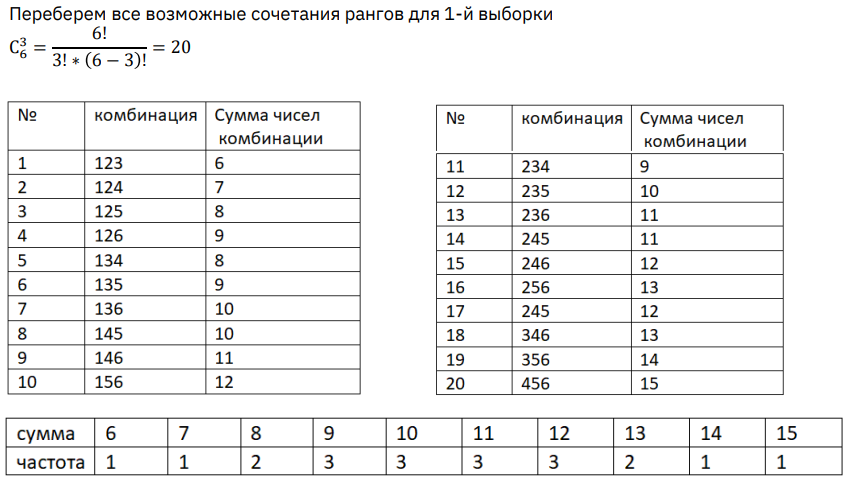 Переберем все возможные сочетания рангов для 1-й выборки
C₆³ = 6! / (3! ∗ (6 − 3)!) = 20
№ комбинация Сумма чисел комбинации
1 123 6
2 124 7
3 125 8
4 126 9
5 134 8
6 135 9
7 136 10
8 145 10
9 146 11
10 156 12
№ комбинация Сумма чисел комбинации
11 234 9
12 235 10
13 236 11
14 245 11
15 246 12
16 256 13
17 245 12
18 346 13
19 356 14
20 456 15
сумма 6 7 8 9 10 11 12 13 14 15
частота 1 1 2 3 3 3 3 2 1 1